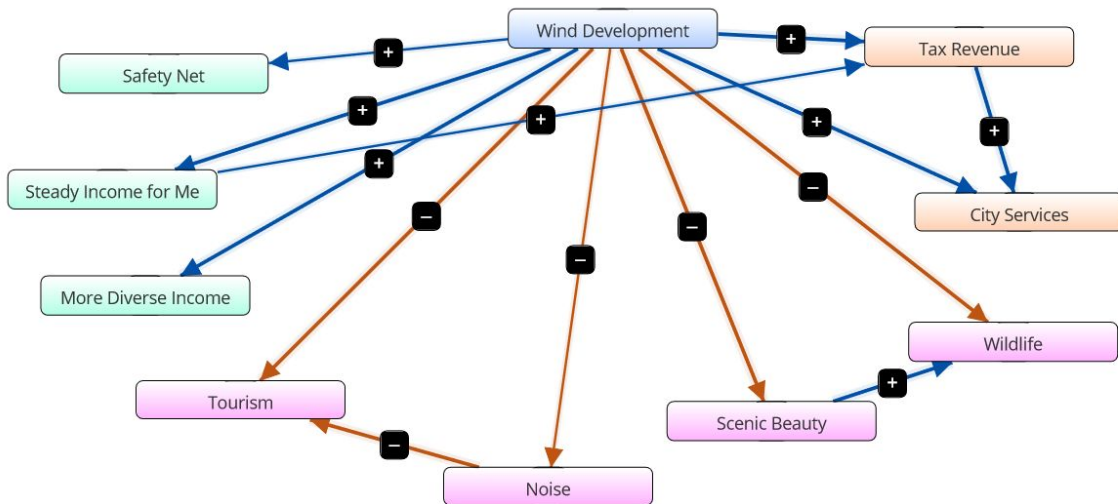 Wind Development
+
Tax Revenue
+
Safety Net
+
+
+
+
Steady Income for Me
+
–
City Services
–
–
–
More Diverse Income
Wildlife
+
Tourism
Scenic Beauty
–
Noise